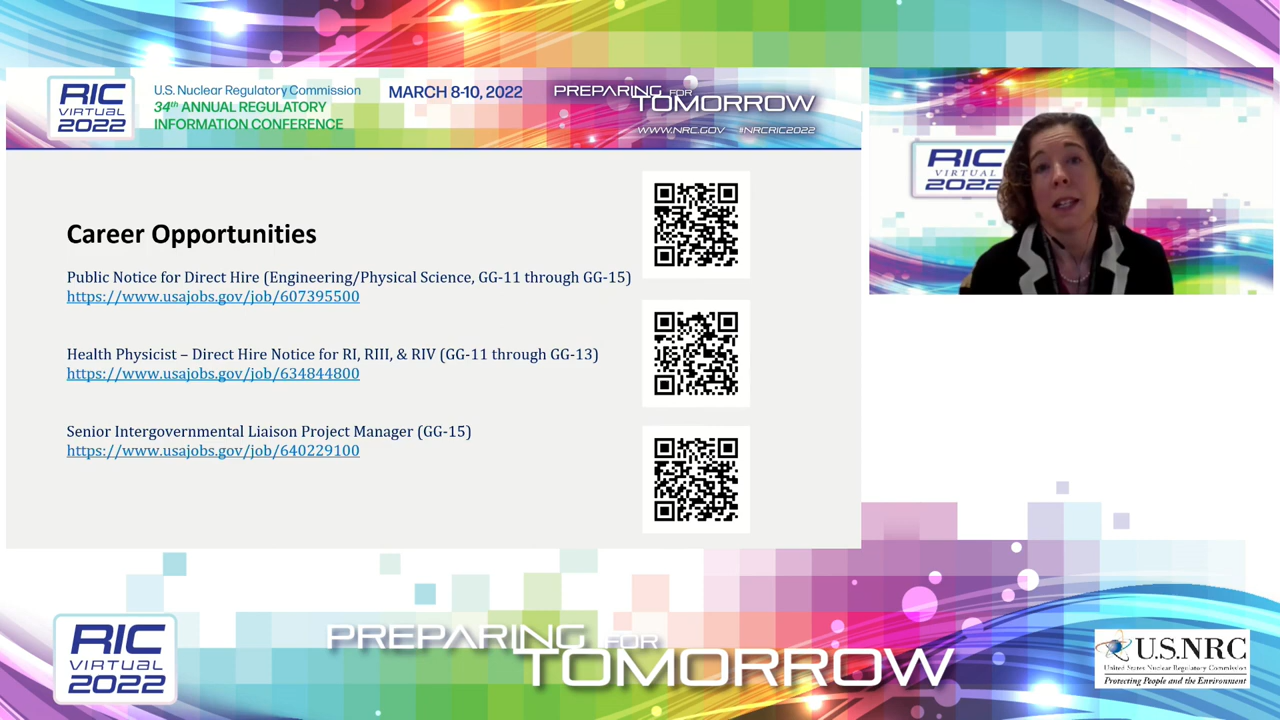 RIC
VIRTUAL
2022
U.S. Nuclear Regulatory Commission
34th ANNUAL REGULATORY
INFORMATION CONFERENCE
MARCH 8-10, 2022
PREPARING FOR
TOMORROW
WWW.NRC.GOV #NRCRIC2022
Career Opportunities
Public Notice for Direct Hire (Engineering/Physical Science, GG-11 through GG-15)
https://www.usajobs.gov/job/607395500
Health Physicist – Direct Hire Notice for RI, RIII, & RIV (GG-11 through GG-13)
https://www.usajobs.gov/job/634844800
Senior Intergovernmental Liaison Project Manager (GG-15)
https://www.usajobs.gov/job/640229100
RIC
VIRTUAL
2022
RIC
VIRTUAL
2022
PREPARING FOR
TOMORROW
U.S.NRC
United States Nuclear Regulatory Commission
Protecting People and the Environment